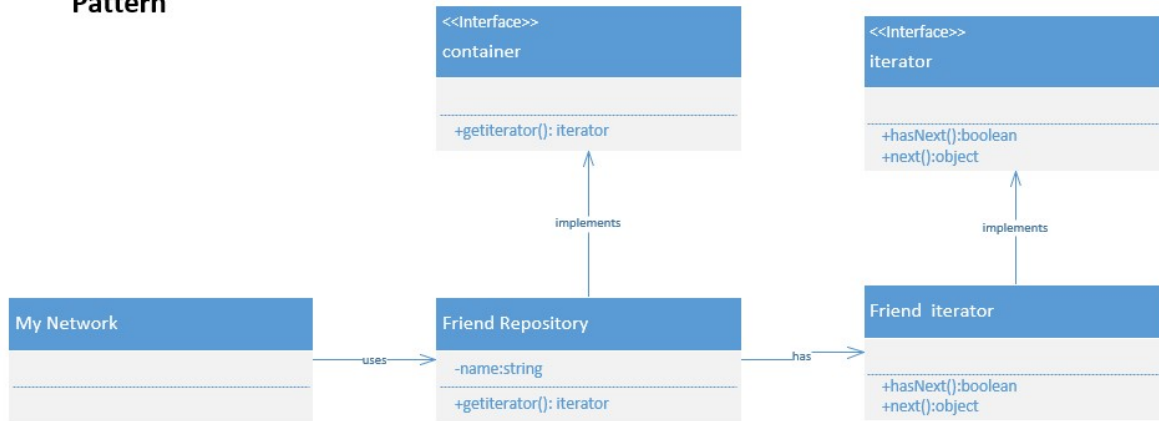 Pattern
<<Interface>>
container
+getiterator(): iterator
<<Interface>>
iterator
+hasNext():boolean
+next():object
implements
implements
My Network
uses
Friend Repository
-name:string
+getiterator(): iterator
has
Friend  iterator
+hasNext():boolean
+next():object